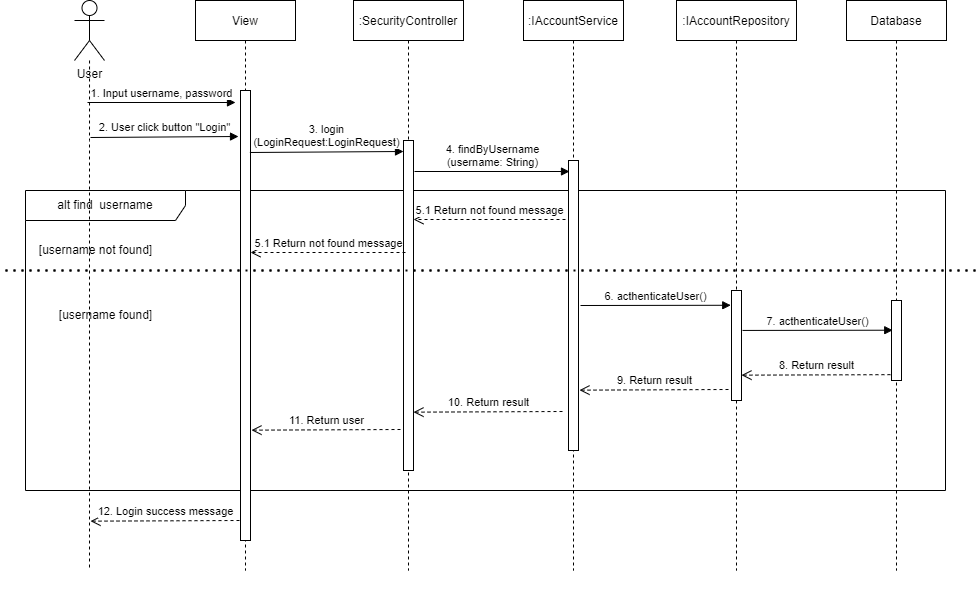 View
:SecurityController
:IAccountService
:IAccountRepository
Database
User
1. Input username, password
2. User click button "Login"
3. login
(LoginRequest:LoginRequest)
4. findByUsername
(username: String)
alt find  username
5.1 Return not found message
5.1 Return not found message
[username not found]
6. acthenticateUser()
[username found]
7. acthenticateUser()
8. Return result
9. Return result
10. Return result
11. Return user
12. Login success message